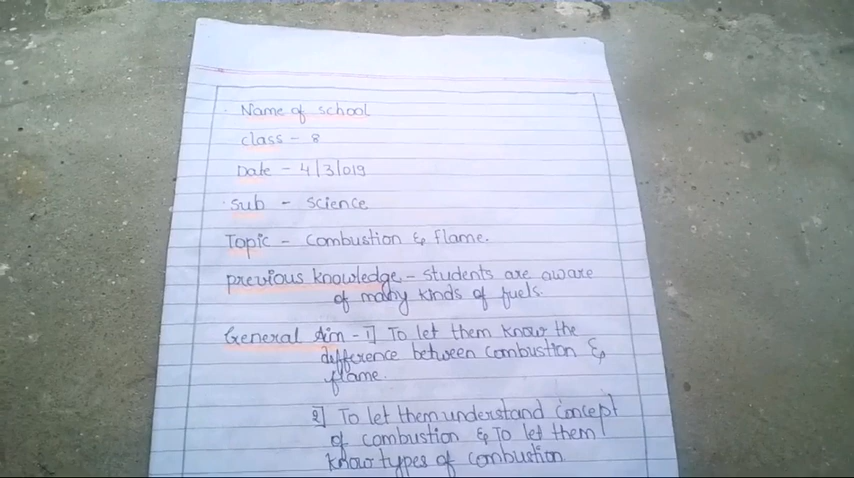 Name of school
class - 8
Date - 4/3/019
Sub - science
Topic - Combustion & flame.
previous knowledge - students are aware
of many kinds of fuels.
General Aim - 1] To let them know the
difference between combustion &
flame.
2] To let them understand concept
of combustion & To let them
know types of combustion